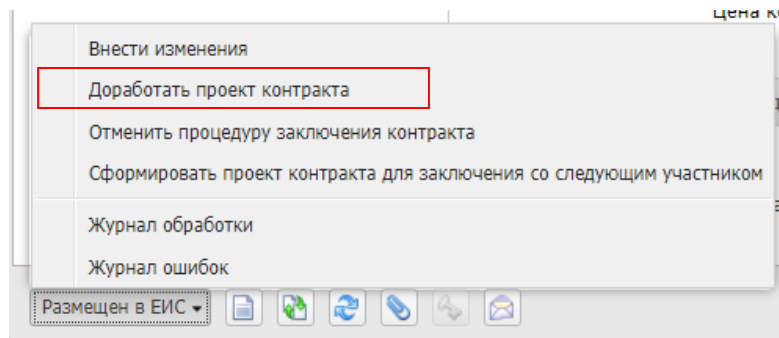 Цена к
Внести изменения
Доработать проект контракта
Отменить процедуру заключения контракта
Сформировать проект контракта для заключения со следующим участником
Журнал обработки
Журнал ошибок
Размещен в ЕИС